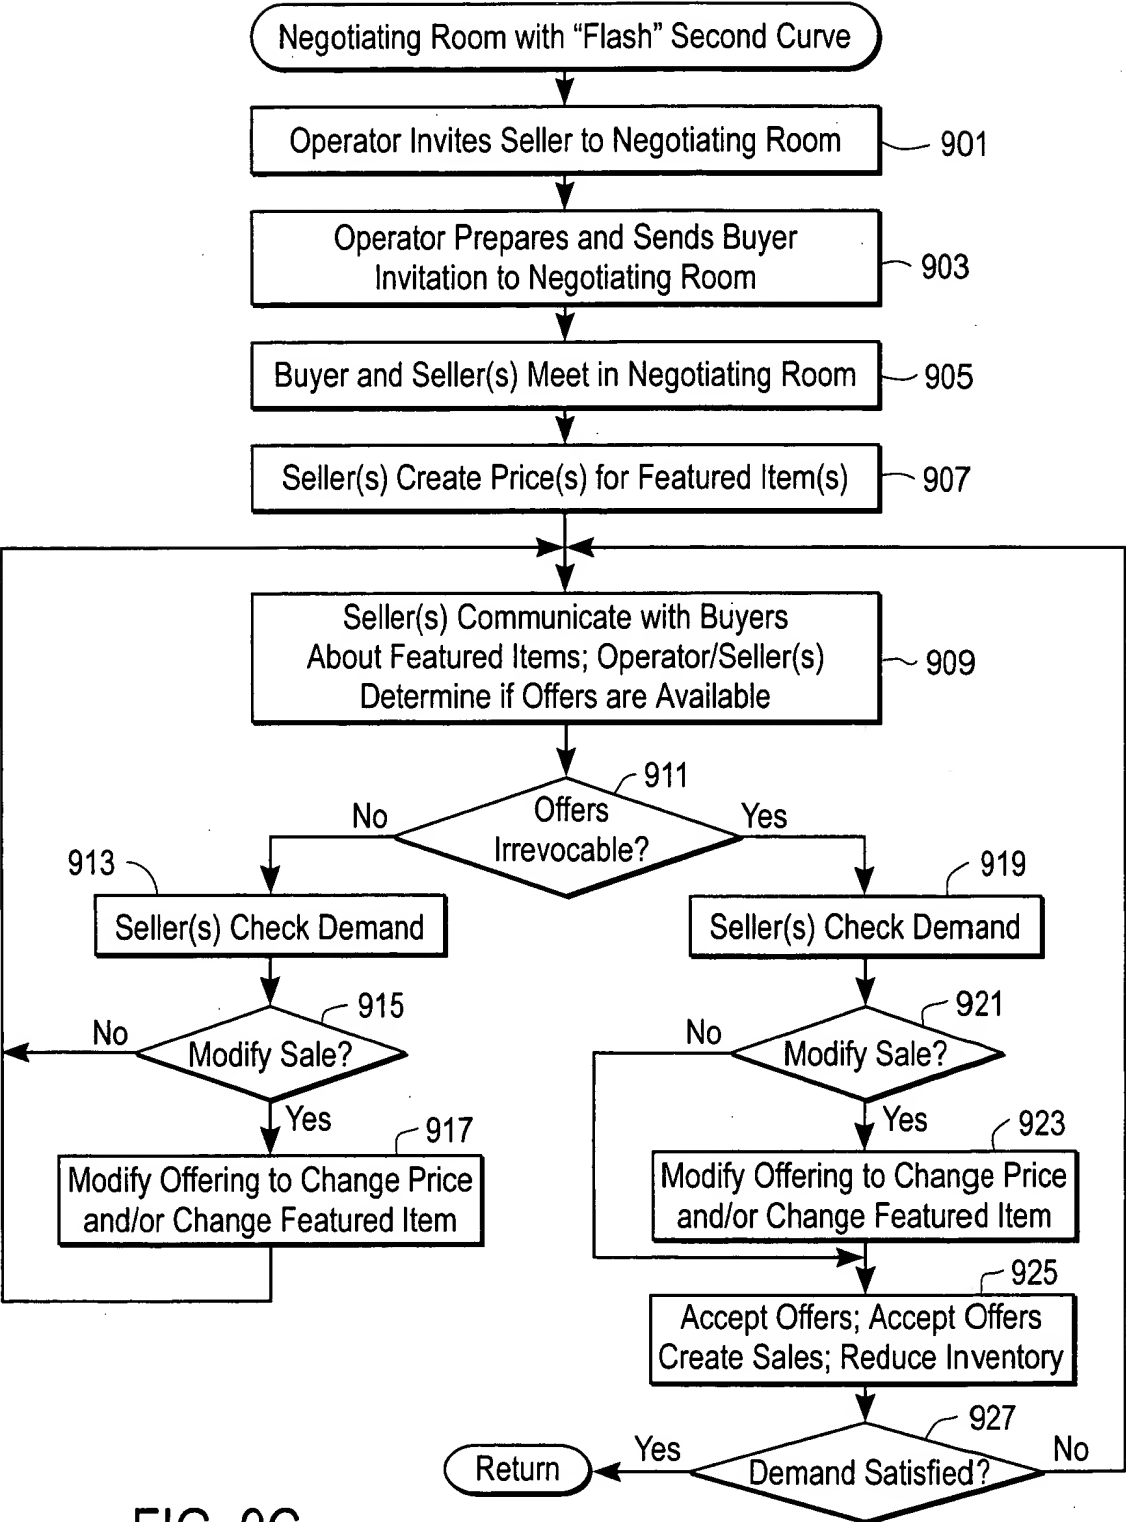 Negotiating Room with “Flash” Second Curve
Operator Invites Seller to Negotiating Room
901
Operator Prepares and Sends Buyer
Invitation to Negotiating Room
903
Buyer and Seller(s) Meet in Negotiating Room
905
Seller(s) Create Price(s) for Featured Item(s)
907
Seller(s) Communicate with Buyers
About Featured Items; Operator/Seller(s)
Determine if Offers are Available
909
911
Offers
Irrevocable?
No
Yes
913
Seller(s) Check Demand
919
Seller(s) Check Demand
915
No
Modify Sale?
Yes
921
No
Modify Sale?
Yes
917
Modify Offering to Change Price
and/or Change Featured Item
923
Modify Offering to Change Price
and/or Change Featured Item
925
Accept Offers; Accept Offers
Create Sales; Reduce Inventory
927
Demand Satisfied?
Yes
No
Return